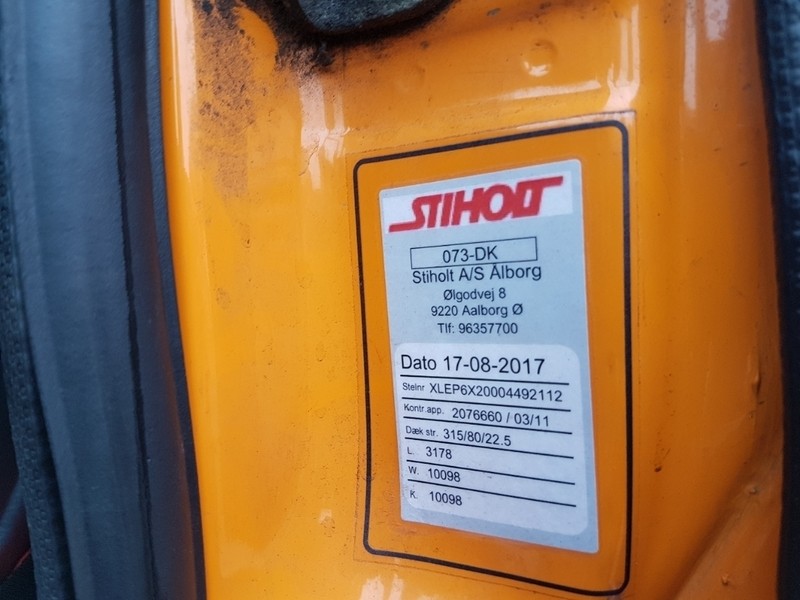 STIHOLT
073-DK
Stiholt A/S Ålborg
Ølgodvej 8
9220 Aalborg Ø
Tlf: 96357700
Dato 17-08-2017
Stelnr XLEP6X20004492112
Kontr.app. 2076660 / 03/11
Dæk str. 315/80/22.5
L. 3178
W. 10098
K. 10098